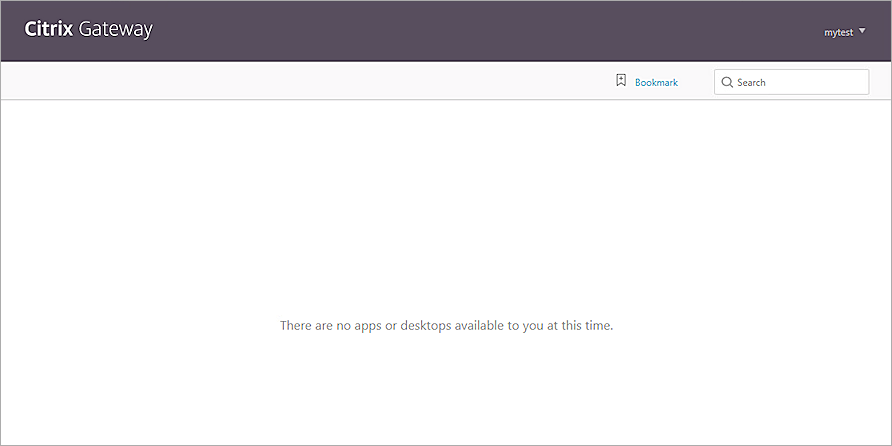 Citrix Gateway
mytest
Bookmark
Search
There are no apps or desktops available to you at this time.